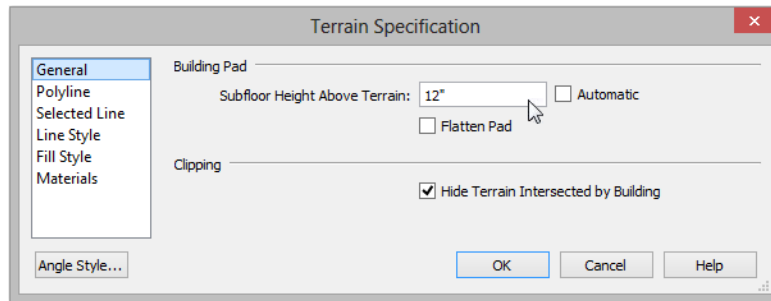 Terrain Specification
General
Polyline
Selected Line
Line Style
Fill Style
Materials
Angle Style...
Building Pad
Subfloor Height Above Terrain: 12" Automatic
Flatten Pad
Clipping
Hide Terrain Intersected by Building
OK Cancel Help